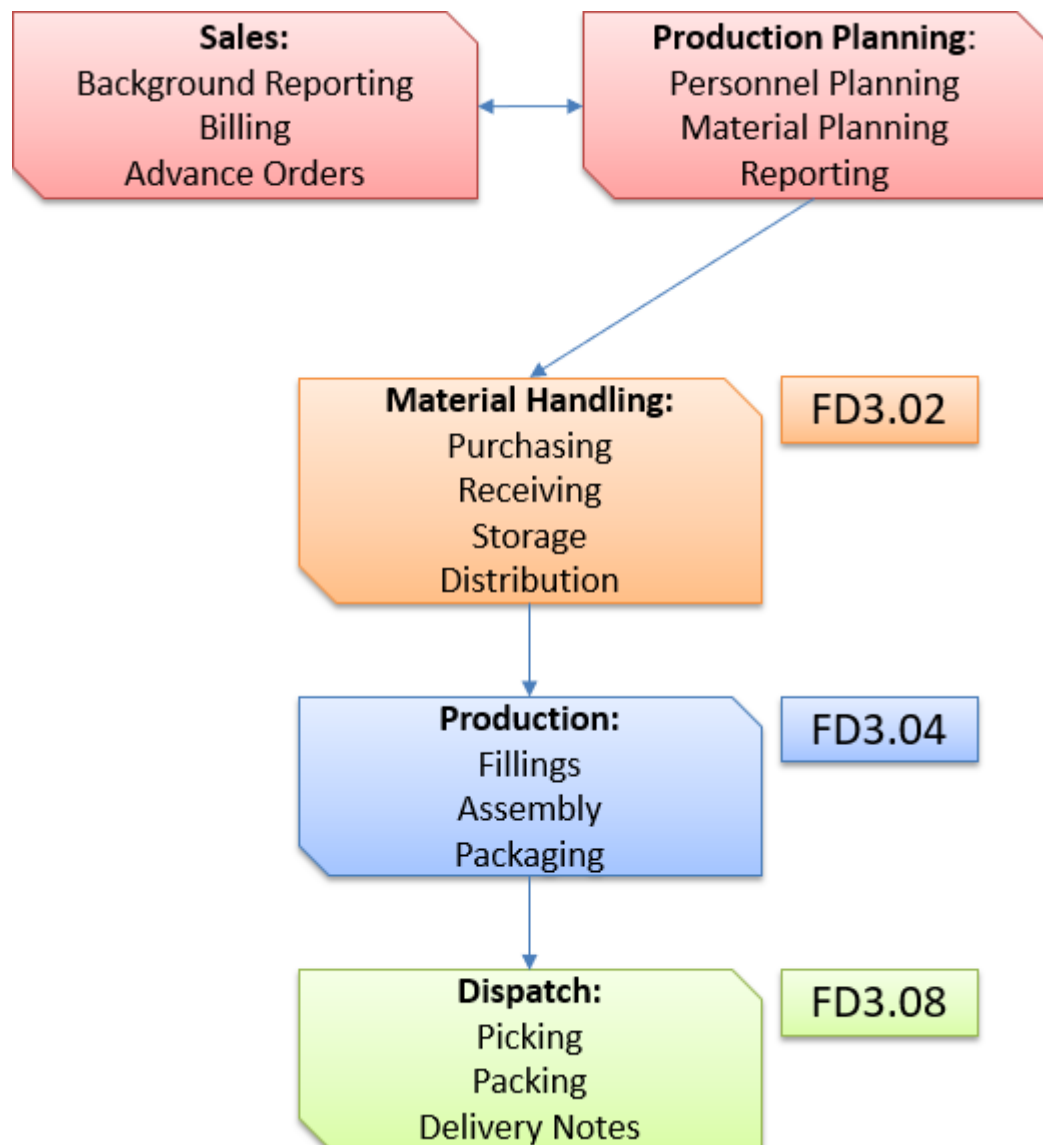 Sales:
Background Reporting
Billing
Advance Orders
Production Planning:
Personnel Planning
Material Planning
Reporting
Material Handling:
Purchasing
Receiving
Storage
Distribution
FD3.02
Production:
Fillings
Assembly
Packaging
FD3.04
Dispatch:
Picking
Packing
Delivery Notes
FD3.08